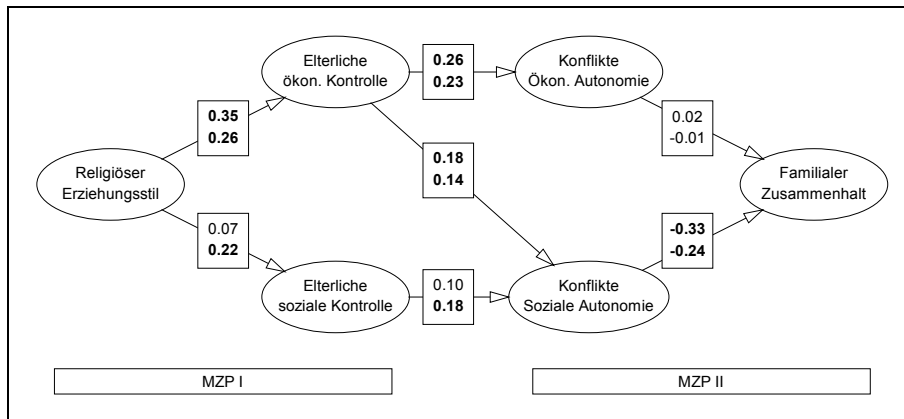 Elterliche
ökon. Kontrolle
0.26
0.23
Konflikte
Ökon. Autonomie
0.35
0.26
0.02
-0.01
Religiöser
Erziehungsstil
0.18
0.14
Familialer
Zusammenhalt
0.07
0.22
-0.33
-0.24
Elterliche
soziale Kontrolle
0.10
0.18
Konflikte
Soziale Autonomie
MZP I
MZP II